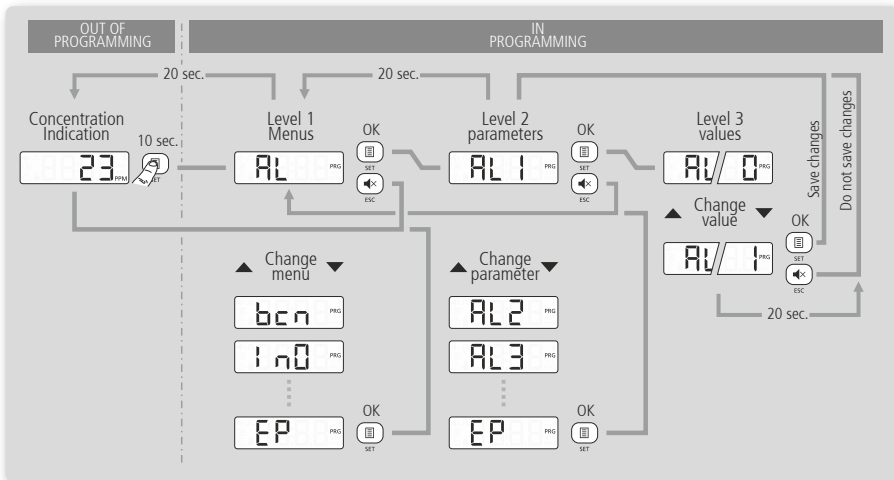 OUT OF
PROGRAMMING
IN
PROGRAMMING
20 sec.
20 sec.
Concentration
Indication
10 sec.
Level 1
Menus
OK
Level 2
parameters
OK
Level 3
values
23 PPM
SET
AL PRG
SET
ESC
AL1 PRG
SET
ESC
AL 0 PRG
Change
value
OK
AL 1 PRG
SET
ESC
20 sec.
Save changes
Do not save changes
Change
menu
bcn PRG
In0 PRG
EP PRG
OK
SET
Change
parameter
AL2 PRG
AL3 PRG
EP PRG
OK
SET